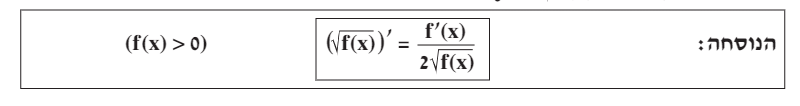 הנוסחה: (√f(x))′ = f′(x) / 2√f(x) (f(x) > 0)